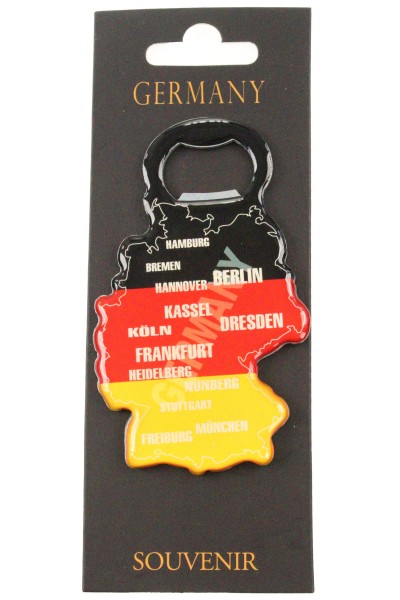 GERMANY
HAMBURG
BREMEN
HANNOVER BERLIN
KASSEL
KÖLN DRESDEN
FRANKFURT
HEIDELBERG
NÜNBERG
STUTTGART
FREIBURG MÜNCHEN
GERMANY
SOUVENIR